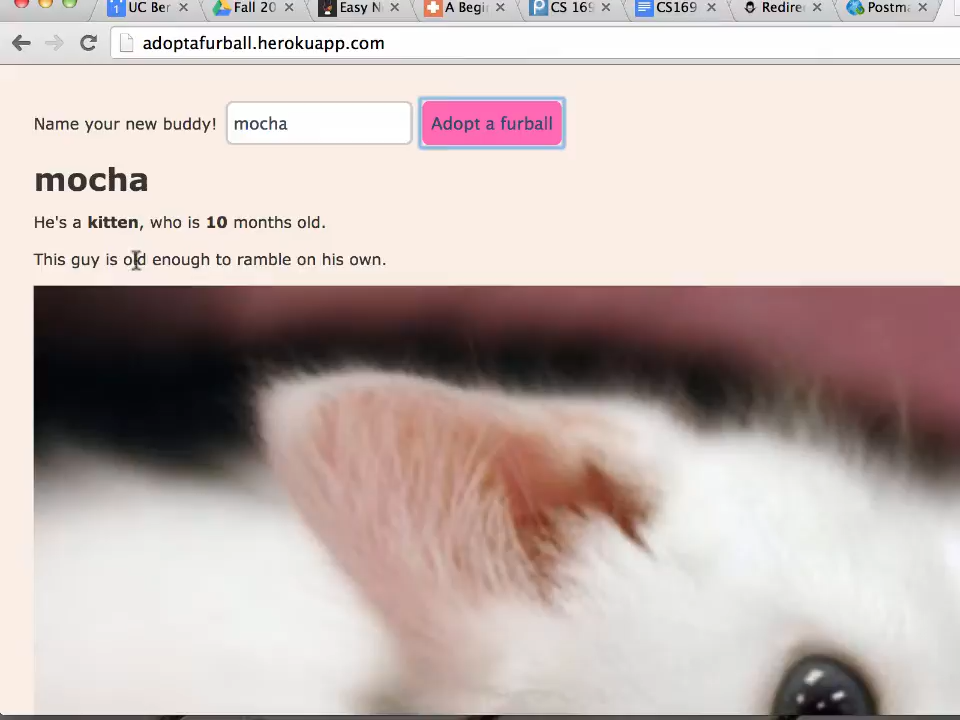 UC Ber
Fall 20
Easy N
A Begi
CS 169
CS169
Redire
Postma
adoptafurball.herokuapp.com
Name your new buddy!
mocha
Adopt a furball
mocha
He's a kitten, who is 10 months old.
This guy is old enough to ramble on his own.